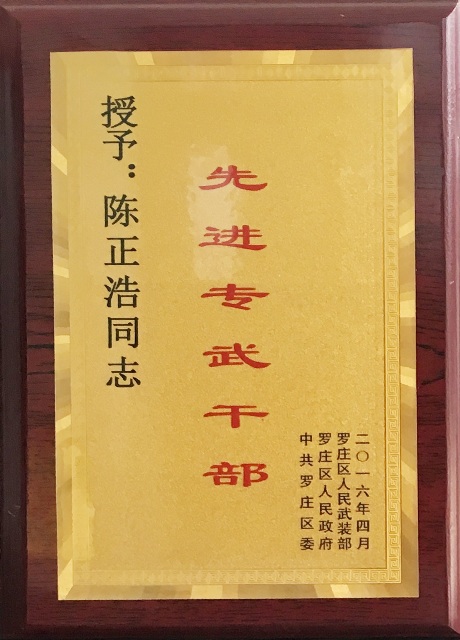 授予：陈正浩同志
先进专武干部
中共罗庄区委
罗庄区人民政府
罗庄区人民武装部
二〇一六年四月